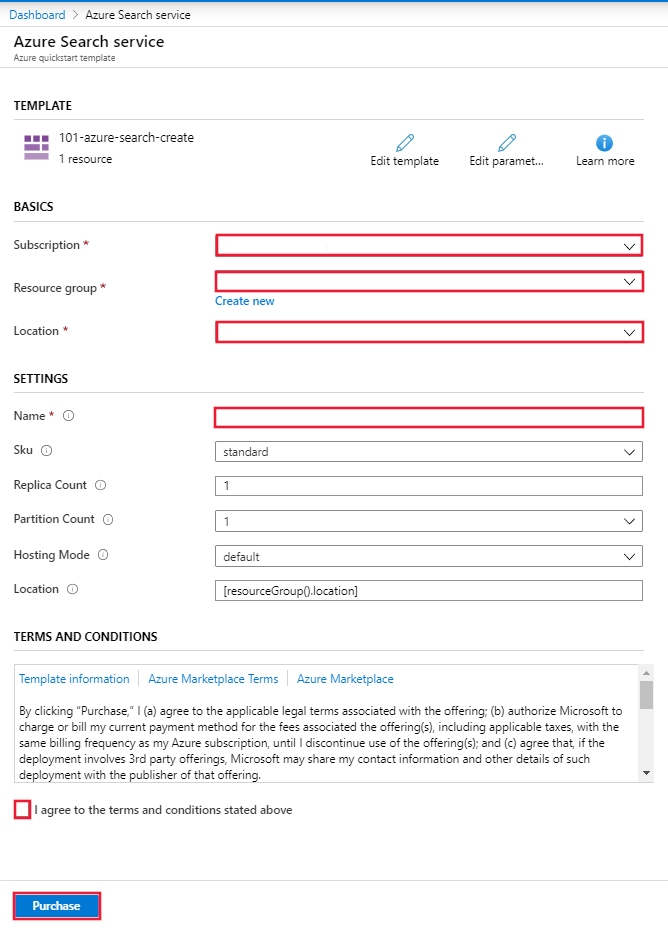 Dashboard > Azure Search service
Azure Search service
Azure quickstart template
TEMPLATE
101-azure-search-create
1 resource
Edit template
Edit paramet...
Learn more
BASICS
Subscription *
Resource group *
Create new
Location *
SETTINGS
Name *
Sku
standard
Replica Count
1
Partition Count
1
Hosting Mode
default
Location
[resourceGroup().location]
TERMS AND CONDITIONS
Template information | Azure Marketplace Terms | Azure Marketplace
By clicking “Purchase,” I (a) agree to the applicable legal terms associated with the offering; (b) authorize Microsoft to
charge or bill my current payment method for the fees associated the offering(s), including applicable taxes, with the
same billing frequency as my Azure subscription, until I discontinue use of the offering(s); and (c) agree that, if the
deployment involves 3rd party offerings, Microsoft may share my contact information and other details of such
deployment with the publisher of that offering.
I agree to the terms and conditions stated above
Purchase